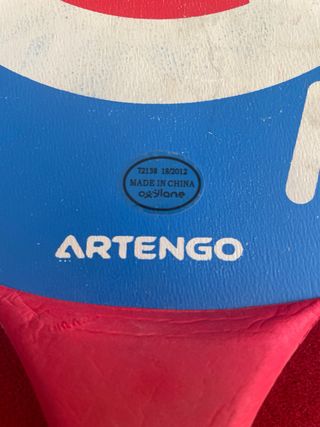 72138 18/2012
MADE IN CHINA
oxylane
ARTENGO